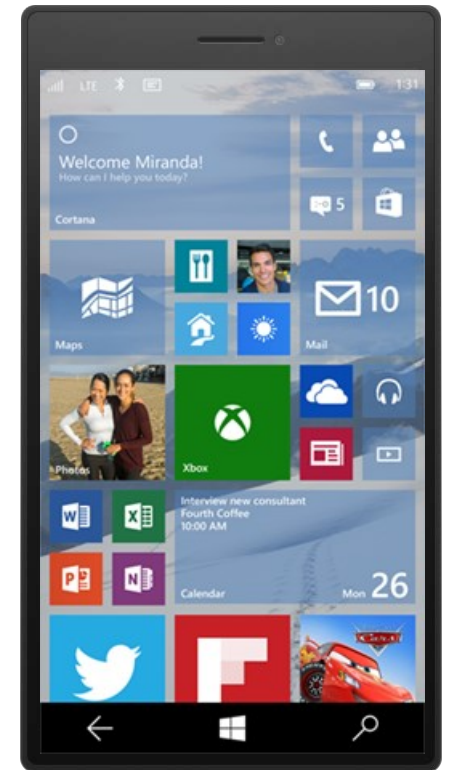 LTE
1:31
Welcome Miranda!
How can I help you today?
Cortana
:-) 5
Maps
10
Mail
Photos
Xbox
W
X
P
N
Interview new consultant
Fourth Coffee
10:00 AM
Calendar
Mon 26
Cars